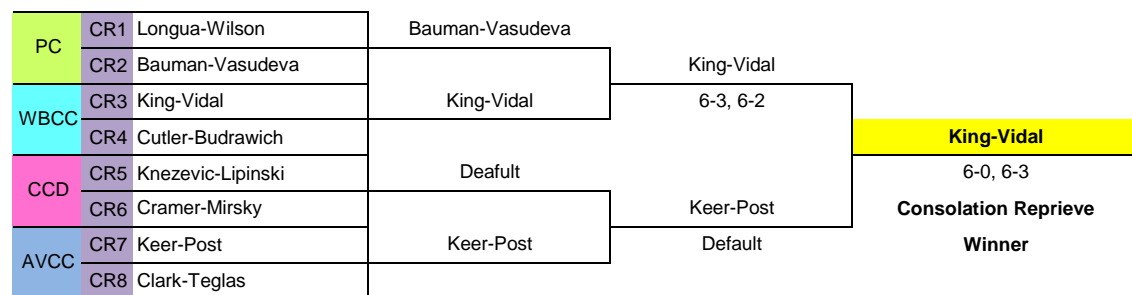 PC
CR1 Longua-Wilson Bauman-Vasudeva
CR2 Bauman-Vasudeva King-Vidal
WBCC
CR3 King-Vidal King-Vidal 6-3, 6-2
CR4 Cutler-Budrawich King-Vidal
CCD
CR5 Knezevic-Lipinski Deafult 6-0, 6-3
CR6 Cramer-Mirsky Keer-Post Consolation Reprieve
AVCC
CR7 Keer-Post Keer-Post Default Winner
CR8 Clark-Teglas